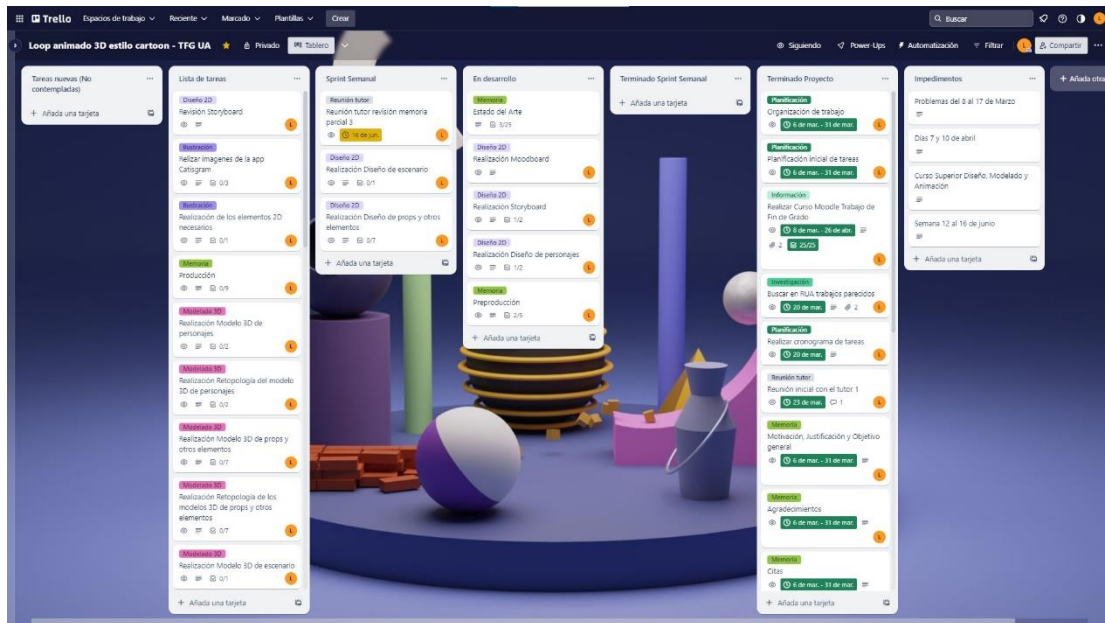 Trello Espacios de trabajo Reciente Marcado Plantillas Crear Buscar
Loop animado 3D estilo cartoon - TFG UA Privado Tablero Siguiendo Power-Ups Automatización Filtrar Compartir
Tareas nuevas (No
contempladas)
+ Añada una tarjeta
Lista de tareas
Diseño 2D
Revisión Storyboard
L
Ilustración
Relizar imagenes de la app
Catisgram
0/3 L
Ilustración
Realización de los elementos 2D
necesarios
0/1 L
Memoria
Producción
0/9 L
Modelado 3D
Realización Modelo 3D de
personajes
0/2 L
Modelado 3D
Realización Retopología del modelo
3D de personajes
0/2 L
Modelado 3D
Realización Modelo 3D de props y
otros elementos
0/7 L
Modelado 3D
Realización Retopología de los
modelos 3D de props y otros
elementos
0/7 L
Modelado 3D
Realización Modelo 3D de escenario
0/1 L
+ Añada una tarjeta
Sprint Semanal
Reunión tutor
Reunión tutor revisión memoria
parcial 3
16 de jun. L
Diseño 2D
Realización Diseño de escenario
0/1 L
Diseño 2D
Realización Diseño de props y otros
elementos
0/7 L
+ Añada una tarjeta
En desarrollo
Memoria
Estado del Arte
3/25
Diseño 2D
Realización Moodboard
L
Diseño 2D
Realización Storyboard
1/2 L
Diseño 2D
Realización Diseño de personajes
1/2 L
Memoria
Preproducción
2/5 L
+ Añada una tarjeta
Terminado Sprint Semanal
+ Añada una tarjeta
Terminado Proyecto
Planificación
Organización de trabajo
6 de mar. - 31 de mar. L
Planificación
Planificación inicial de tareas
6 de mar. - 31 de mar. L
Información
Realizar Curso Moodle Trabajo de
Fin de Grado
8 de mar. - 26 de abr.
2 25/25
L
Investigación
Buscar en RUA trabajos parecidos
20 de mar. 2 L
Planificación
Realizar cronograma de tareas
20 de mar. L
Reunión tutor
Reunión inicial con el tutor 1
23 de mar. 1 L
Memoria
Motivación, Justificación y Objetivo
general
6 de mar. - 31 de mar.
L
Memoria
Agradecimientos
6 de mar. - 31 de mar.
L
Memoria
Citas
6 de mar. - 31 de mar.
+ Añada una tarjeta
Impedimentos
Problemas del 8 al 17 de Marzo
Días 7 y 10 de abril
Curso Superior Diseño, Modelado y
Animación
Semana 12 al 16 de junio
+ Añada una tarjeta
+ Añada otra